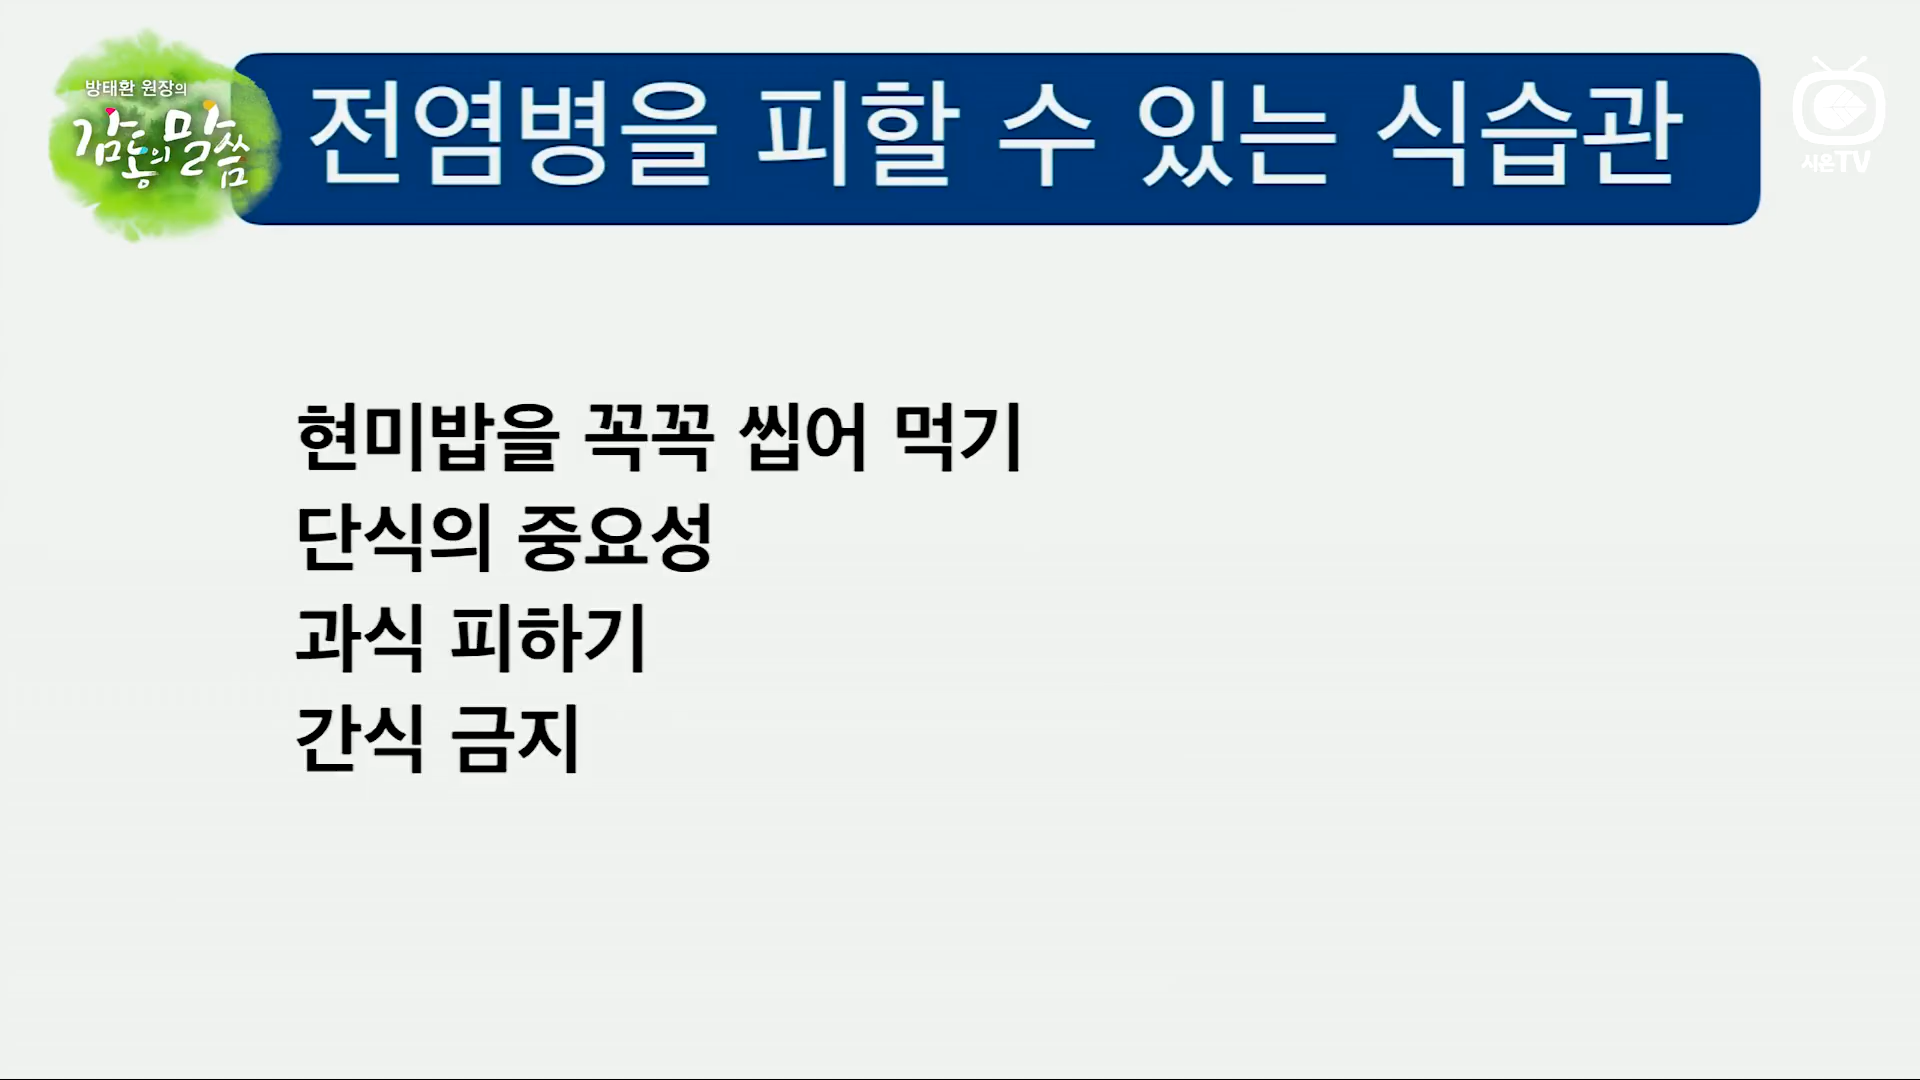 방태환 원장의
감동의 말씀
전염병을 피할 수 있는 식습관
시온TV
현미밥을 꼭꼭 씹어 먹기
단식의 중요성
과식 피하기
간식 금지